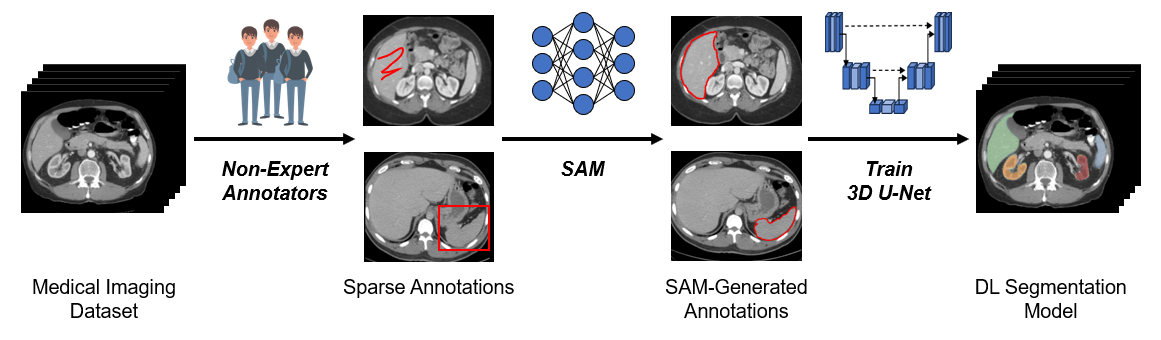 Non-Expert
Annotators
SAM
Train
3D U-Net
Medical Imaging
Dataset
Sparse Annotations
SAM-Generated
Annotations
DL Segmentation
Model